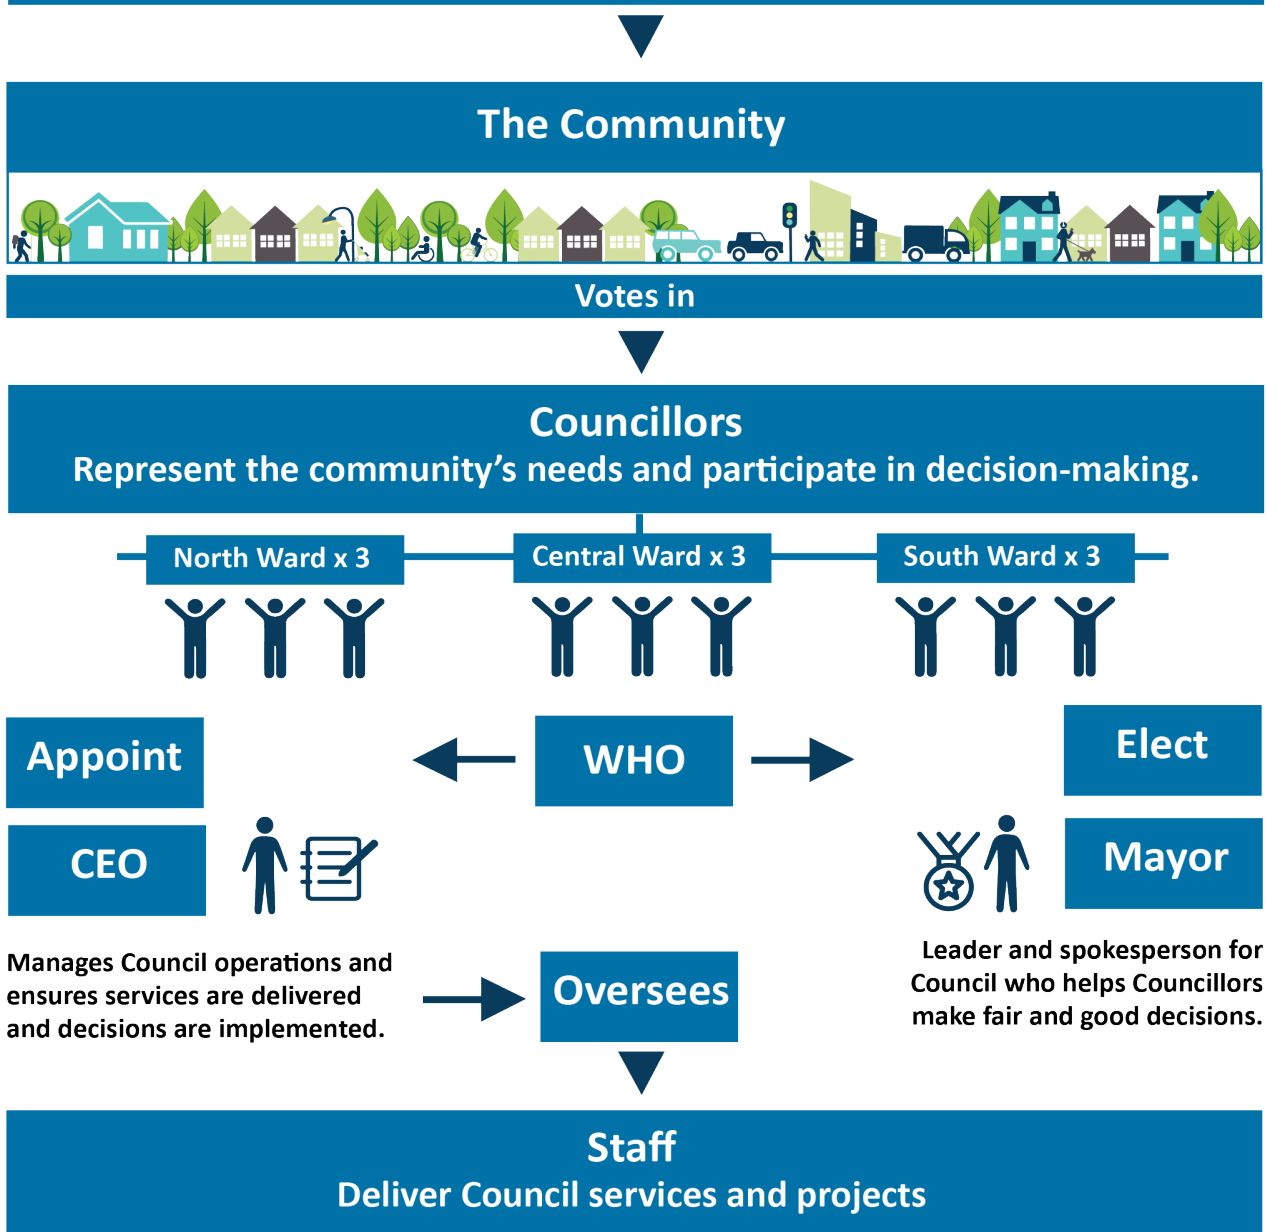 The Community
Votes in
Councillors
Represent the community’s needs and participate in decision-making.
North Ward x 3
Central Ward x 3
South Ward x 3
Appoint
WHO
Elect
CEO
Mayor
Manages Council operations and
ensures services are delivered
and decisions are implemented.
Oversees
Leader and spokesperson for
Council who helps Councillors
make fair and good decisions.
Staff
Deliver Council services and projects